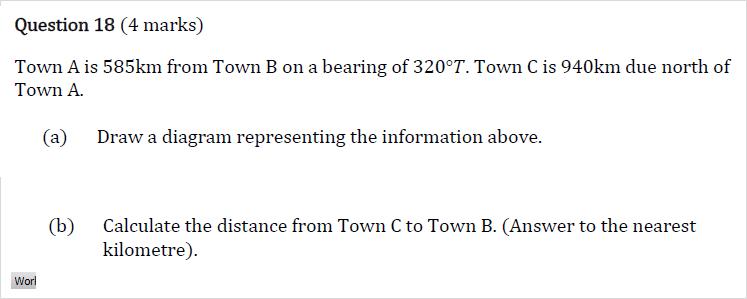 Question 18 (4 marks)
Town A is 585km from Town B on a bearing of 320°T. Town C is 940km due north of
Town A.
(a) Draw a diagram representing the information above.
(b) Calculate the distance from Town C to Town B. (Answer to the nearest
kilometre).